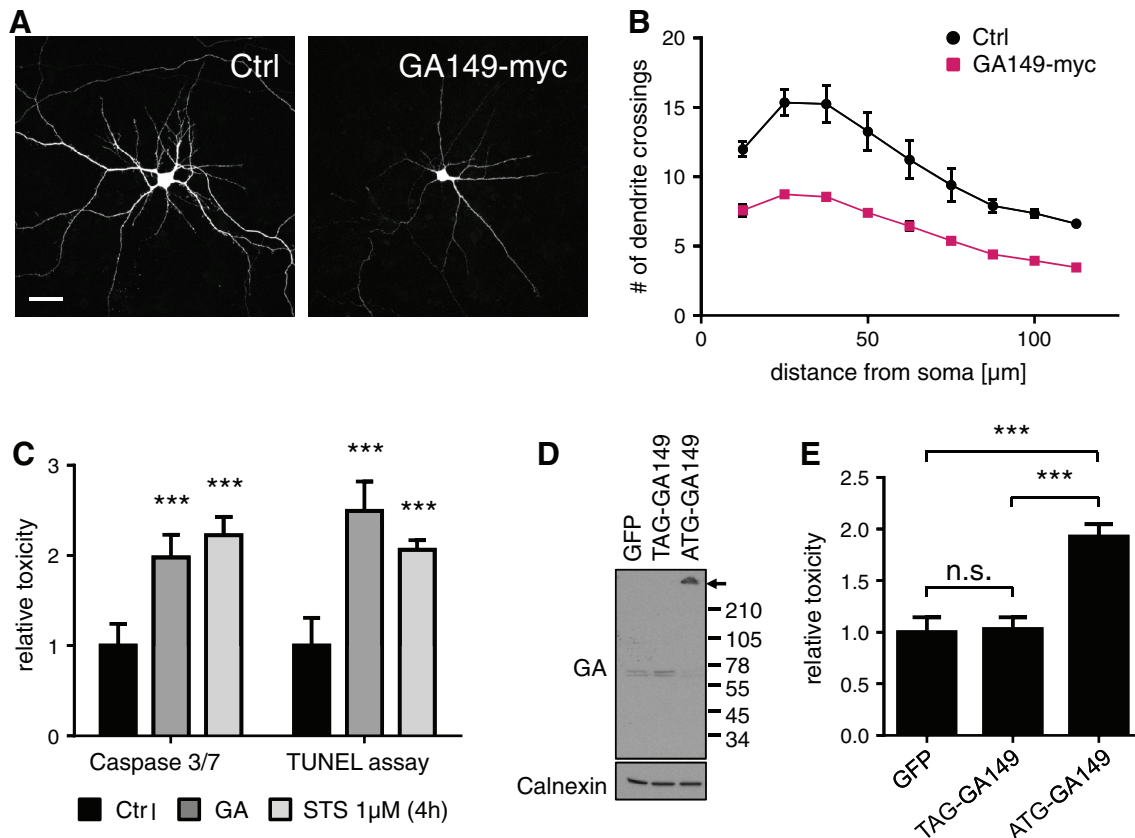 A
Ctrl
GA149-myc
B
Ctrl
GA149-myc
# of dendrite crossings
20
15
10
5
0
0
50
100
distance from soma [µm]
C
relative toxicity
3
2
1
0
***
***
***
***
Caspase 3/7
TUNEL assay
Ctrl
GA
STS 1µM (4h)
D
GFP
TAG-GA149
ATG-GA149
GA
210
105
78
55
45
34
Calnexin
E
relative toxicity
2.5
2.0
1.5
1.0
0.5
0.0
***
***
n.s.
GFP
TAG-GA149
ATG-GA149